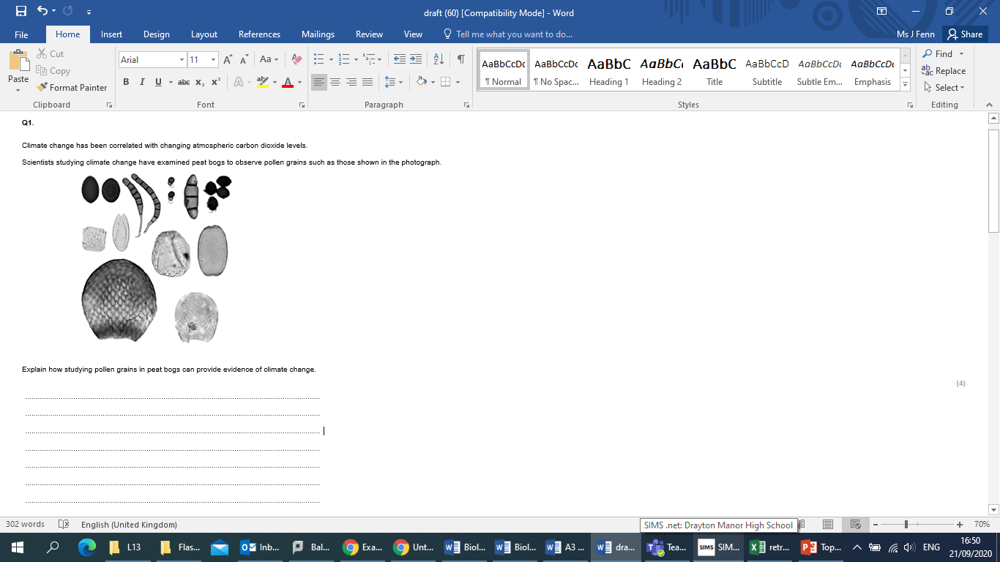 draft (60) [Compatibility Mode] - Word
File Home Insert Design Layout References Mailings Review View Tell me what you want to do... Ms J Fenn Share
Paste Cut Copy Format Painter
Arial 11 Aa
B I U abc x₂ x² A A
AaBbCcDc AaBbCcDc AaBbC AaBbC AaBbC AaBbCcD AaBbCcDc AaBbCcDc
¶ Normal ¶ No Spac... Heading 1 Heading 2 Title Subtitle Subtle Em... Emphasis
Find
Replace
Select
Clipboard Font Paragraph Styles Editing
Q1.
Climate change has been correlated with changing atmospheric carbon dioxide levels.
Scientists studying climate change have examined peat bogs to observe pollen grains such as those shown in the photograph.
Explain how studying pollen grains in peat bogs can provide evidence of climate change.
(4)
302 words English (United Kingdom) 70%
SIMS .net: Drayton Manor High School
L13 Flas... Inb... Bal... Exa... Unt... Biol... Biol... A3 ... dra... Tea... SIMS SIM... retr... Top... ENG 16:50
21/09/2020